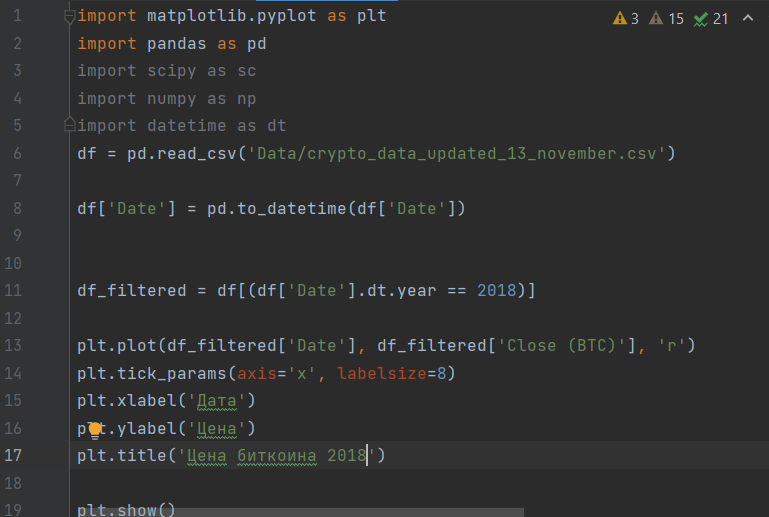 3 15 21
1 import matplotlib.pyplot as plt
2 import pandas as pd
3 import scipy as sc
4 import numpy as np
5 import datetime as dt
6 df = pd.read_csv('Data/crypto_data_updated_13_november.csv')
7
8 df['Date'] = pd.to_datetime(df['Date'])
9
10
11 df_filtered = df[(df['Date'].dt.year == 2018)]
12
13 plt.plot(df_filtered['Date'], df_filtered['Close (BTC)'], 'r')
14 plt.tick_params(axis='x', labelsize=8)
15 plt.xlabel('Дата')
16 plt.ylabel('Цена')
17 plt.title('Цена биткоина 2018')
18
19 plt.show()